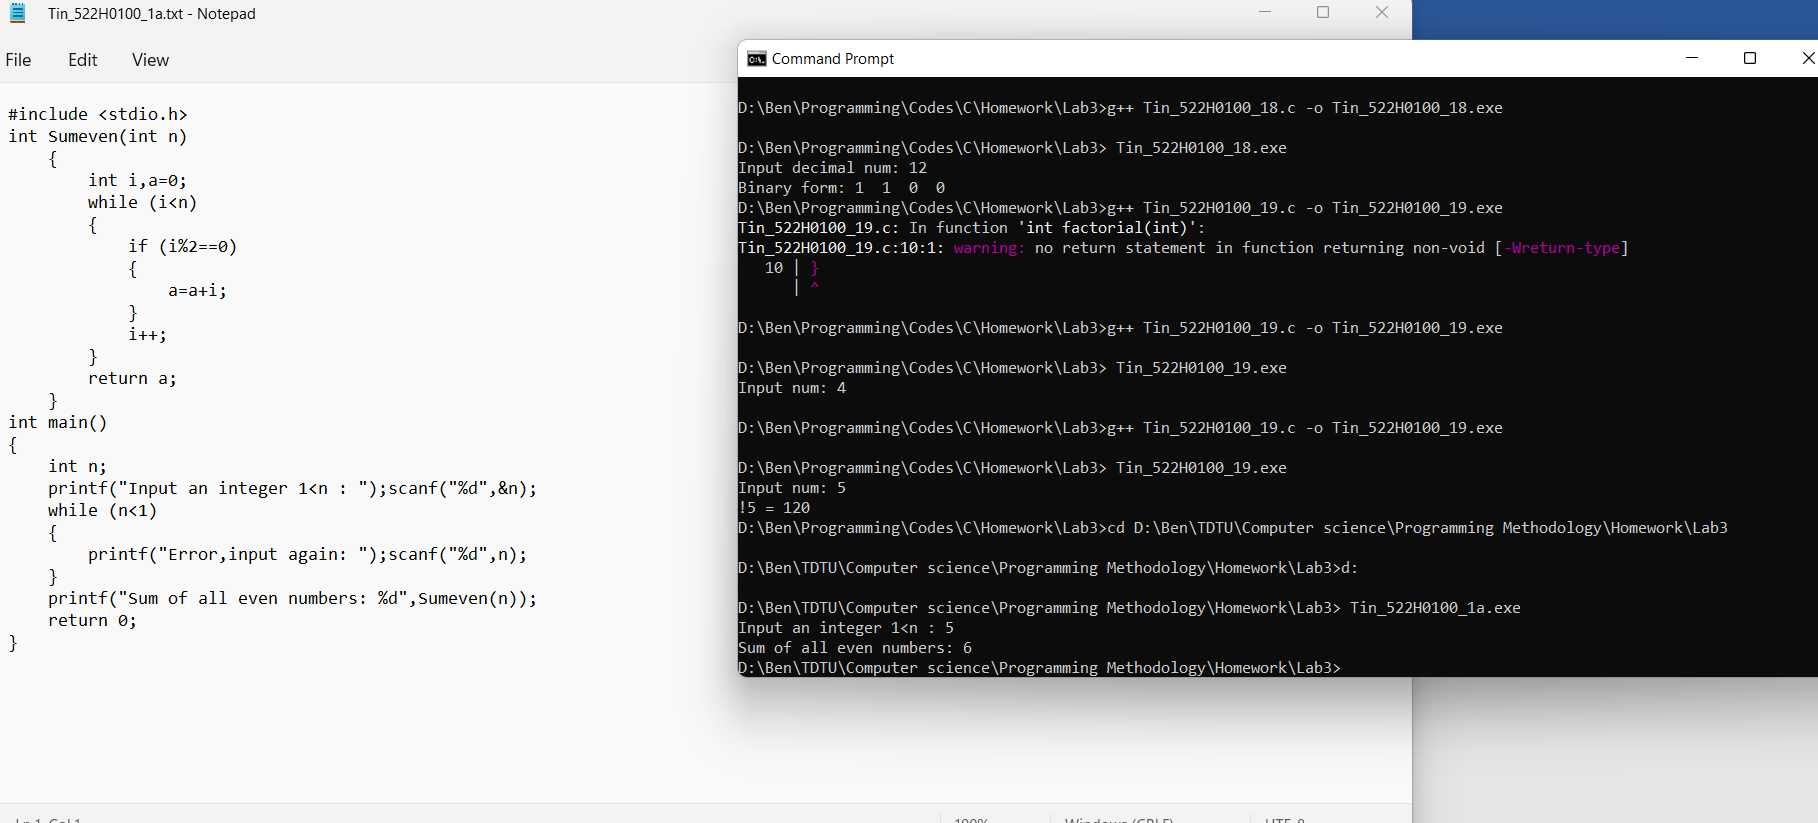 Tin_522H0100_1a.txt - Notepad
File Edit View
#include <stdio.h>
int Sumeven(int n)
{
int i,a=0;
while (i<n)
{
if (i%2==0)
{
a=a+i;
}
i++;
}
return a;
}
int main()
{
int n;
printf("Input an integer 1<n : ");scanf("%d",&n);
while (n<1)
{
printf("Error,input again: ");scanf("%d",n);
}
printf("Sum of all even numbers: %d",Sumeven(n));
return 0;
}
Command Prompt
D:\Ben\Programming\Codes\C\Homework\Lab3>g++ Tin_522H0100_18.c -o Tin_522H0100_18.exe
D:\Ben\Programming\Codes\C\Homework\Lab3> Tin_522H0100_18.exe
Input decimal num: 12
Binary form: 1  1  0  0
D:\Ben\Programming\Codes\C\Homework\Lab3>g++ Tin_522H0100_19.c -o Tin_522H0100_19.exe
Tin_522H0100_19.c: In function 'int factorial(int)':
Tin_522H0100_19.c:10:1: warning: no return statement in function returning non-void [-Wreturn-type]
10 | }
| ^
D:\Ben\Programming\Codes\C\Homework\Lab3>g++ Tin_522H0100_19.c -o Tin_522H0100_19.exe
D:\Ben\Programming\Codes\C\Homework\Lab3> Tin_522H0100_19.exe
Input num: 4
D:\Ben\Programming\Codes\C\Homework\Lab3>g++ Tin_522H0100_19.c -o Tin_522H0100_19.exe
D:\Ben\Programming\Codes\C\Homework\Lab3> Tin_522H0100_19.exe
Input num: 5
!5 = 120
D:\Ben\Programming\Codes\C\Homework\Lab3>cd D:\Ben\TDTU\Computer science\Programming Methodology\Homework\Lab3
D:\Ben\TDTU\Computer science\Programming Methodology\Homework\Lab3>d:
D:\Ben\TDTU\Computer science\Programming Methodology\Homework\Lab3> Tin_522H0100_1a.exe
Input an integer 1<n : 5
Sum of all even numbers: 6
D:\Ben\TDTU\Computer science\Programming Methodology\Homework\Lab3>
100% Windows (CRLF) UTF-8